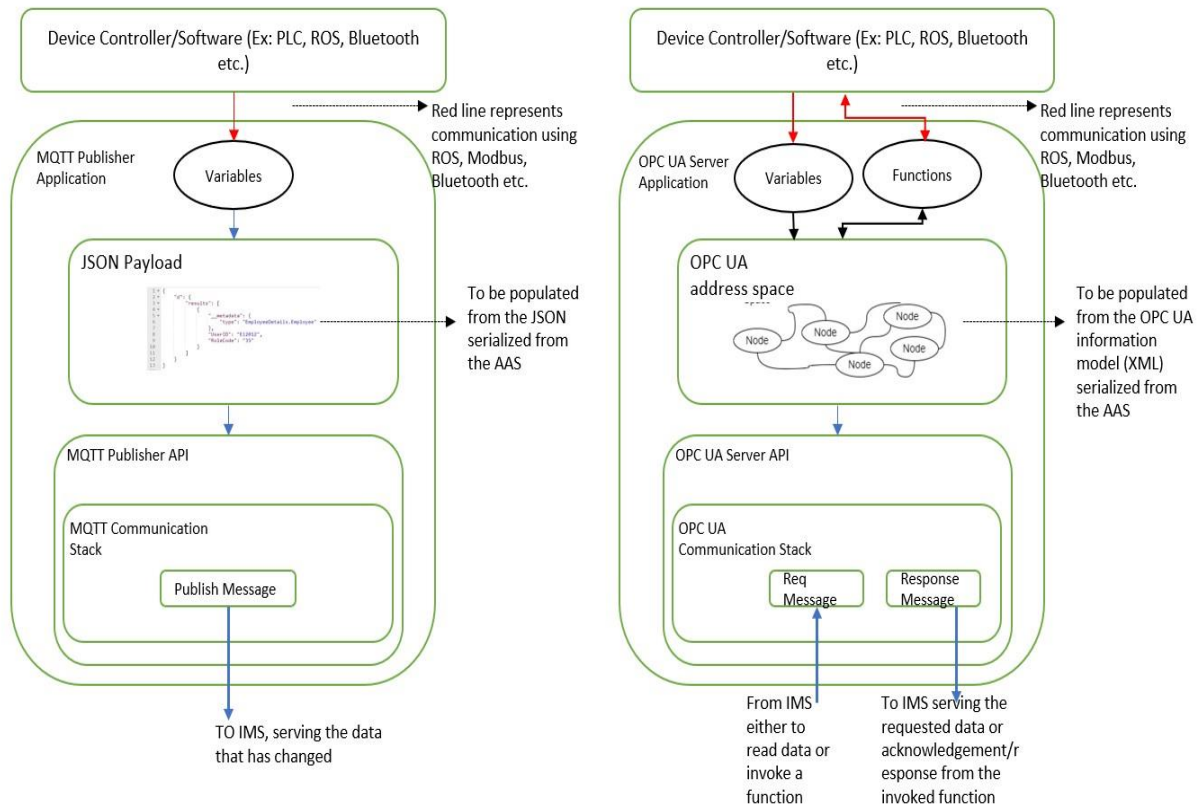 Device Controller/Software (Ex: PLC, ROS, Bluetooth
etc.)
Red line represents
communication using
ROS, Modbus,
Bluetooth etc.
MQTT Publisher
Application
Variables
JSON Payload
"d": {
"results": [
"__metadata": {
"type": "EmployeeDetails.Employee"
To be populated
from the JSON
serialized from
the AAS
MQTT Publisher API
MQTT Communication
Stack
Publish Message
TO IMS, serving the data
that has changed
Device Controller/Software (Ex: PLC, ROS, Bluetooth
etc.)
Red line represents
communication using
ROS, Modbus,
Bluetooth etc.
OPC UA Server
Application
Variables
Functions
OPC UA
address space
Node
Node
Node
Node
Node
To be populated
from the OPC UA
information
model (XML)
serialized from
the AAS
OPC UA Server API
OPC UA
Communication Stack
Req
Message
Response
Message
From IMS
either to
read data or
invoke a
function
To IMS serving the
requested data or
acknowledgement/r
esponse from the
invoked function